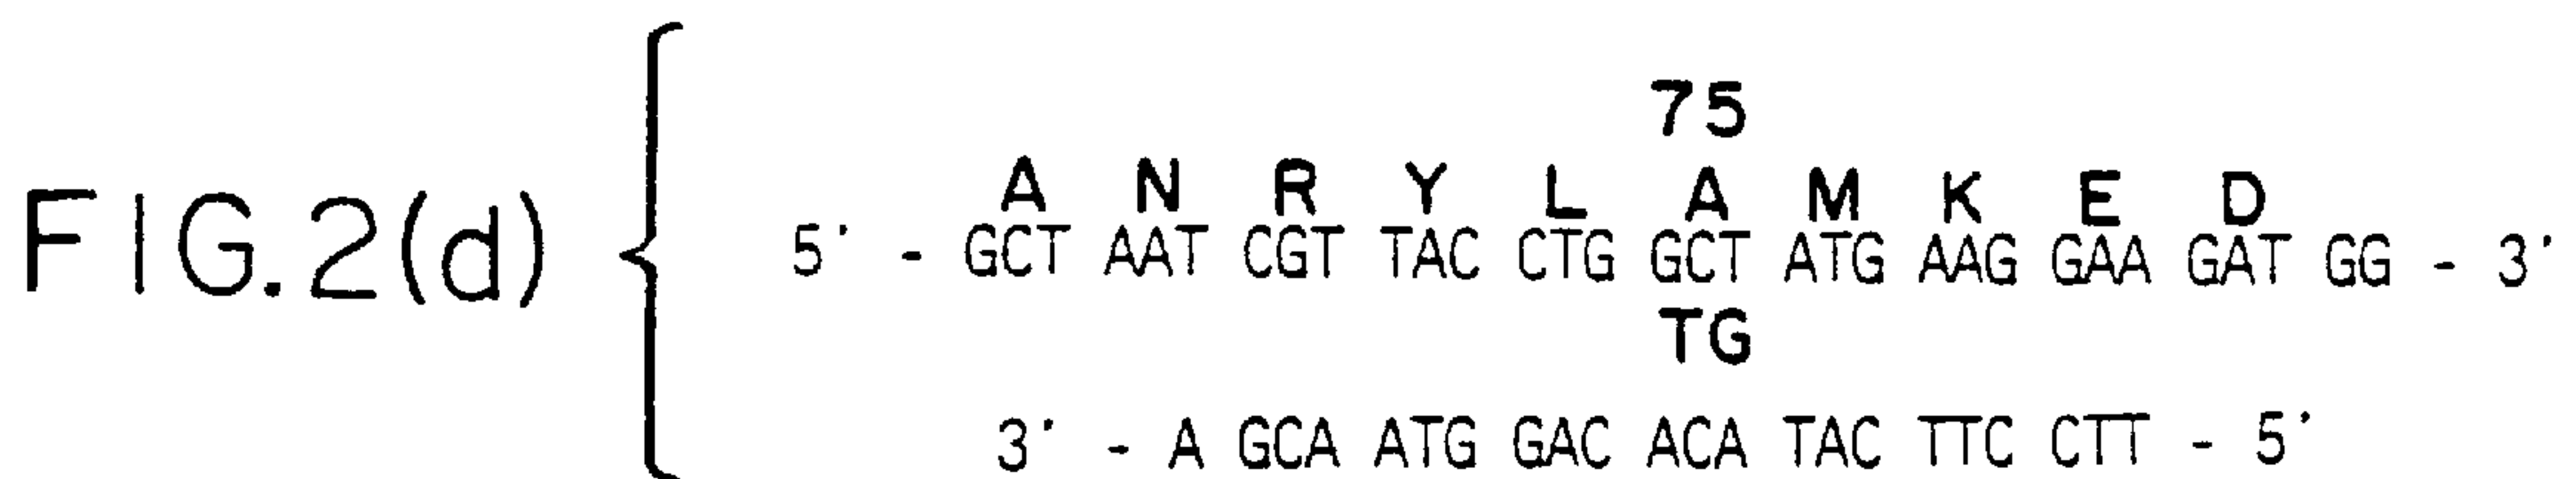 75
A N R Y L A M K E D
FIG.2(d) 5' - GCT AAT CGT TAC CTG GCT ATG AAG GAA GAT GG - 3'
TG
3' - A GCA ATG GAC ACA TAC TTC CTT - 5'